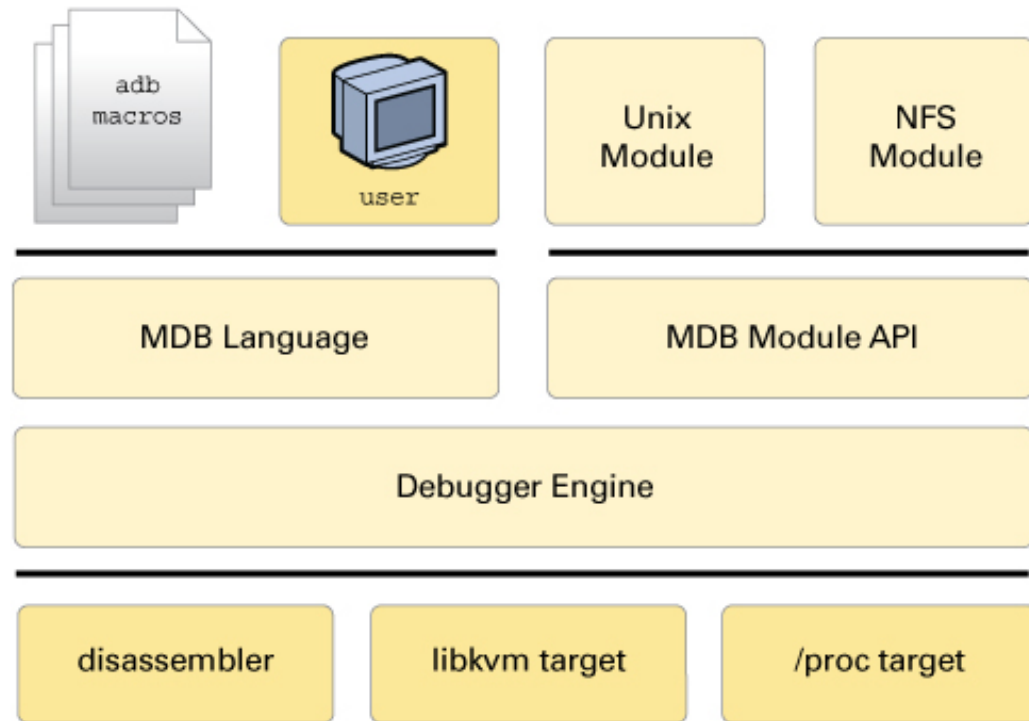 adb
macros
user
Unix
Module
NFS
Module
MDB Language
MDB Module API
Debugger Engine
disassembler
libkvm target
/proc target